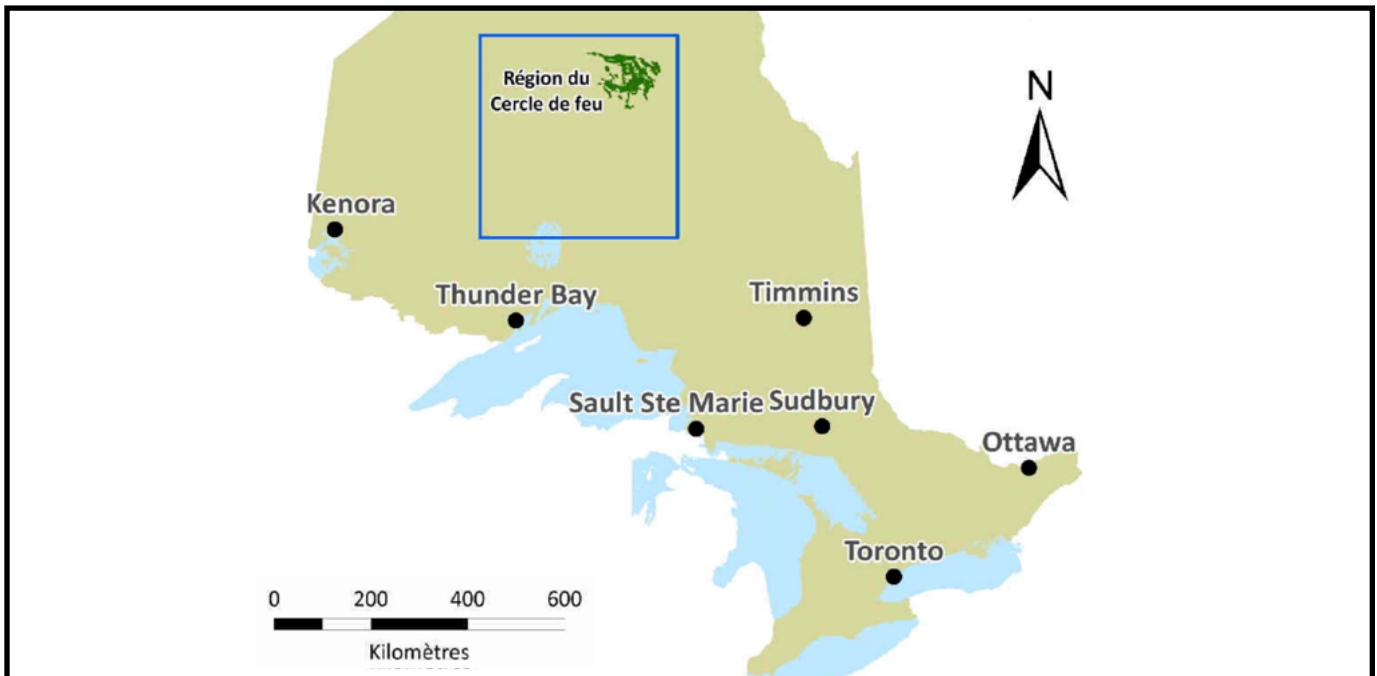 Région du
Cercle de feu
N
Kenora
Thunder Bay
Timmins
Sault Ste Marie
Sudbury
Ottawa
Toronto
0 200 400 600
Kilomètres